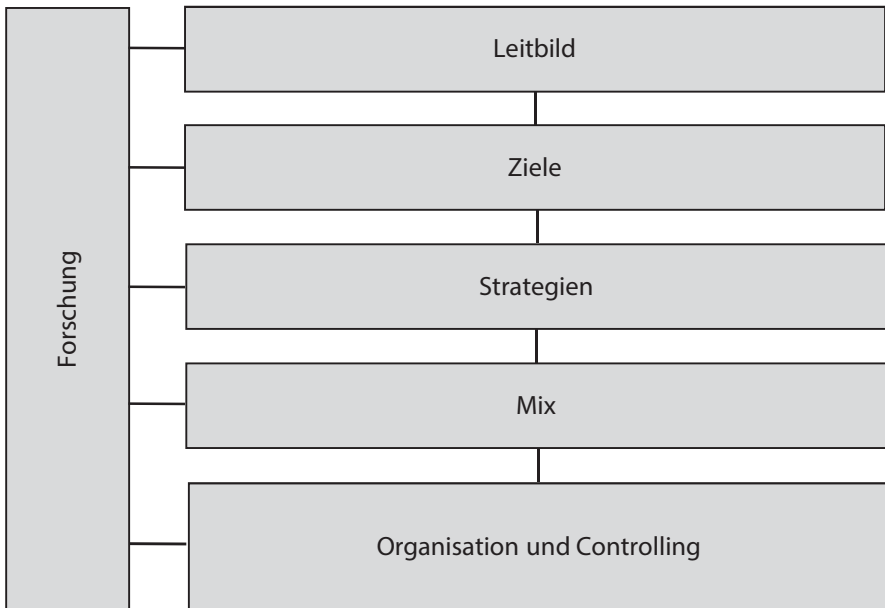 Forschung
Leitbild
Ziele
Strategien
Mix
Organisation und Controlling